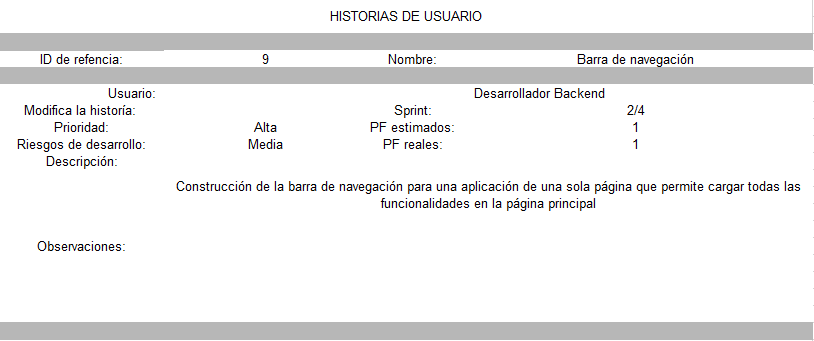 HISTORIAS DE USUARIO
ID de refencia: 9 Nombre: Barra de navegación
Usuario: Desarrollador Backend
Modifica la historía: Sprint: 2/4
Prioridad: Alta PF estimados: 1
Riesgos de desarrollo: Media PF reales: 1
Descripción:
Construcción de la barra de navegación para una aplicación de una sola página que permite cargar todas las
funcionalidades en la página principal
Observaciones: